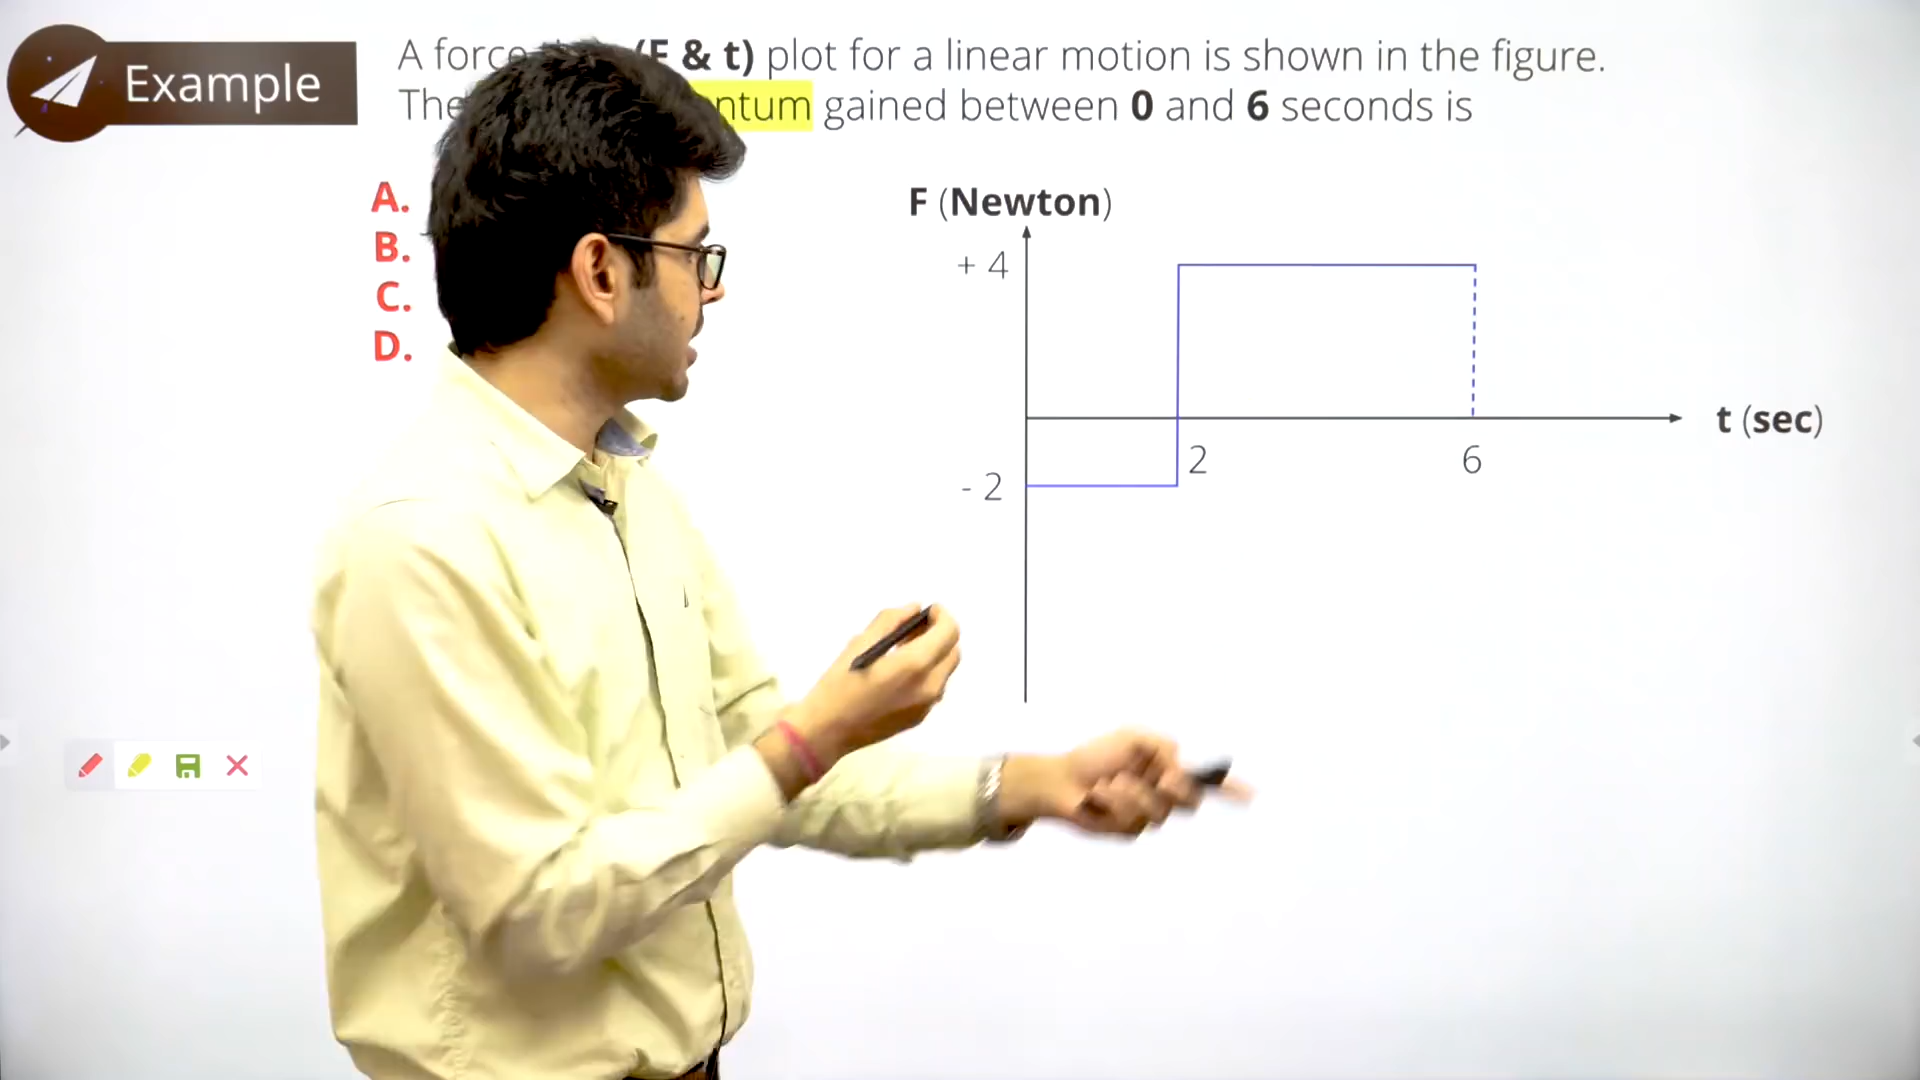 Example
A force & t) plot for a linear motion is shown in the figure.
The gained between 0 and 6 seconds is
A.
B.
C.
D.
F (Newton)
+ 4
t (sec)
2
6
- 2